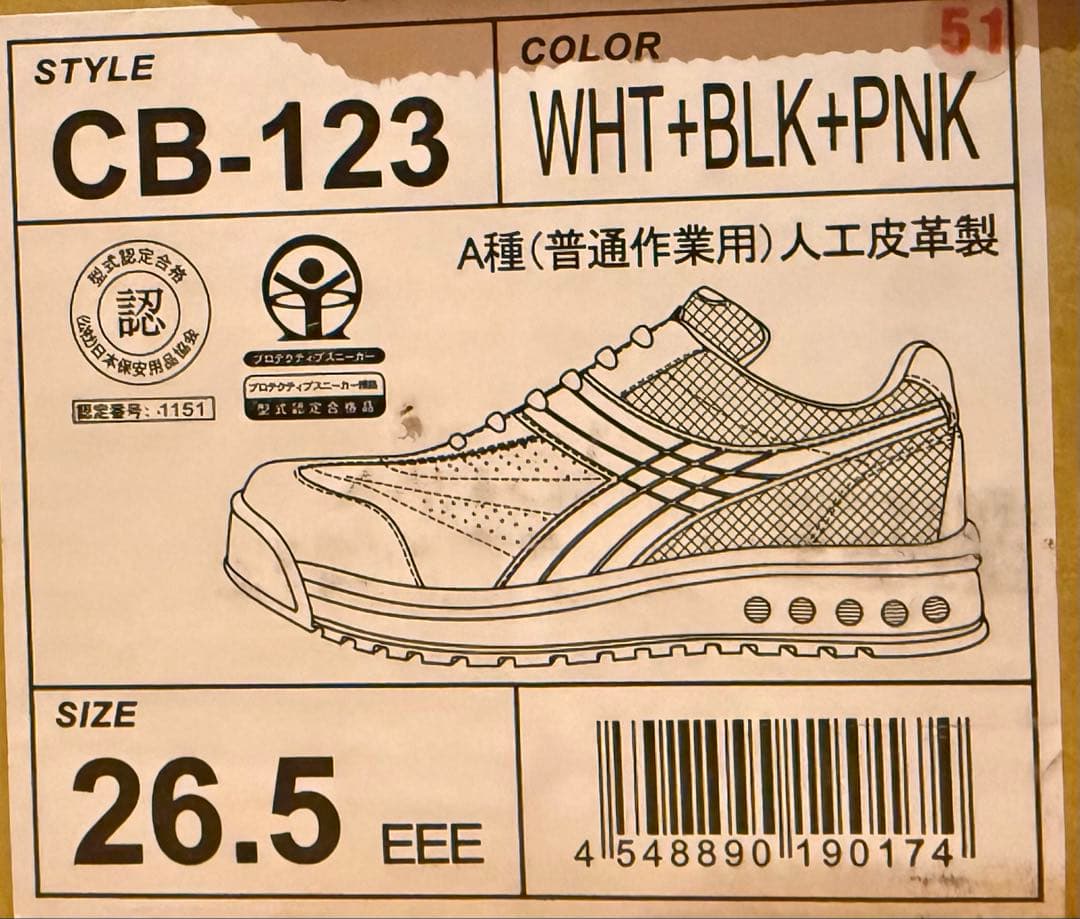 51
STYLE
CB-123
COLOR
WHT+BLK+PNK
A種(普通作業用)人工皮革製
型式認定合格
認
(公社)日本保安用品協会
認定番号:1151
プロテクティブスニーカー
プロテクティブスニーカー標品
型式認定合格品
SIZE
26.5 EEE
4 548890 190174